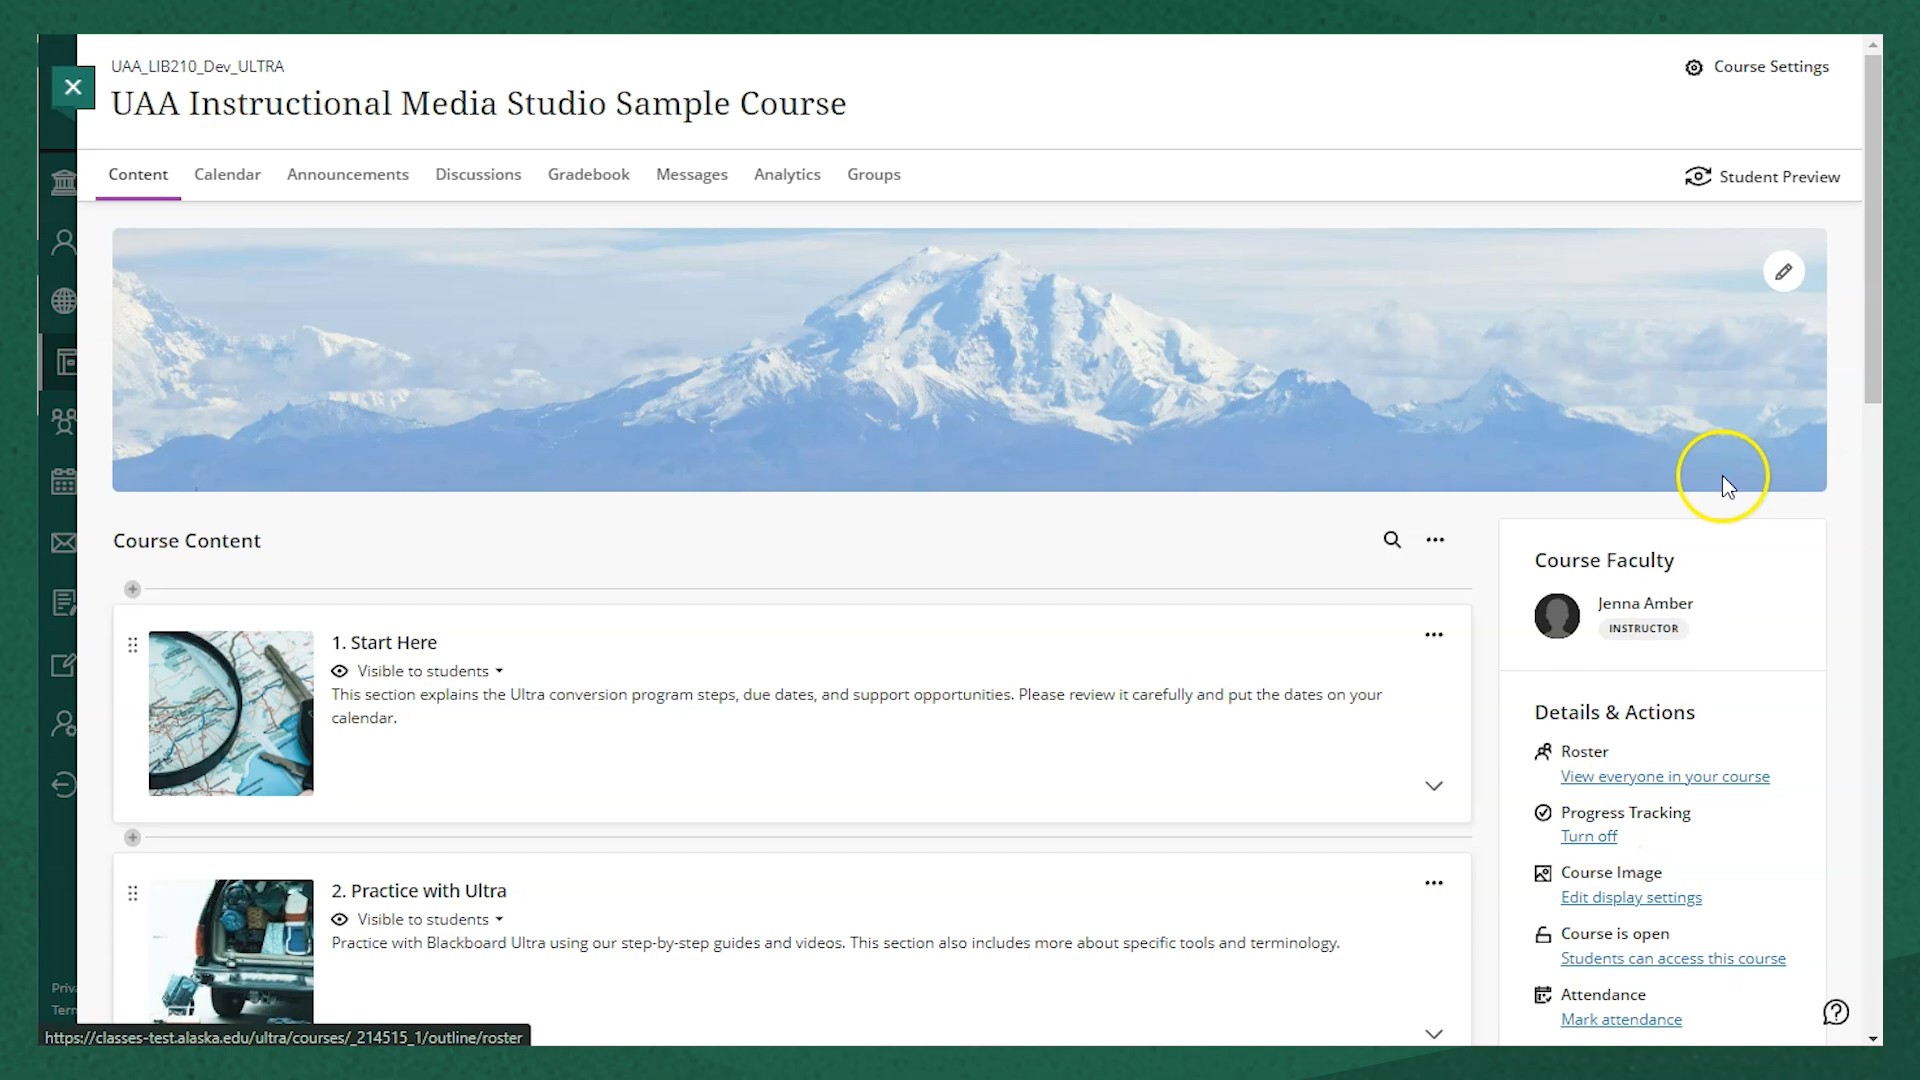 UAA_LIB210_Dev_ULTRA
UAA Instructional Media Studio Sample Course
Course Settings
Content Calendar Announcements Discussions Gradebook Messages Analytics Groups
Student Preview
Course Content
1. Start Here
Visible to students
This section explains the Ultra conversion program steps, due dates, and support opportunities. Please review it carefully and put the dates on your
calendar.
2. Practice with Ultra
Visible to students
Practice with Blackboard Ultra using our step-by-step guides and videos. This section also includes more about specific tools and terminology.
Course Faculty
Jenna Amber
INSTRUCTOR
Details & Actions
Roster
View everyone in your course
Progress Tracking
Turn off
Course Image
Edit display settings
Course is open
Students can access this course
Attendance
Mark attendance
Priva
Term
https://classes-test.alaska.edu/ultra/courses/_214515_1/outline/roster